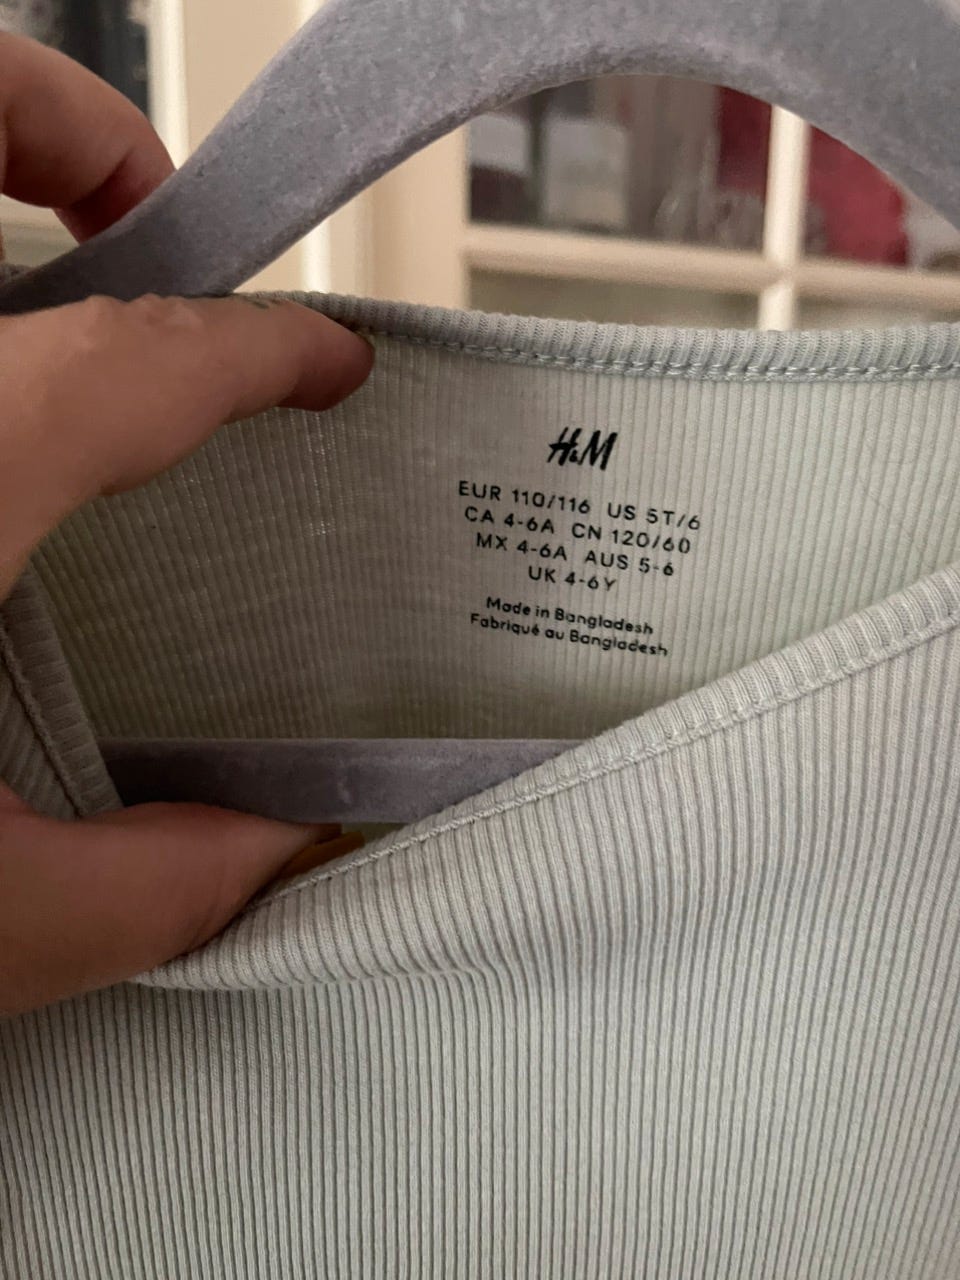 H&M
EUR 110/116 US 5T/6
CA 4-6A CN 120/60
MX 4-6A AUS 5-6
UK 4-6Y
Made in Bangladesh
Fabriqué au Bangladesh